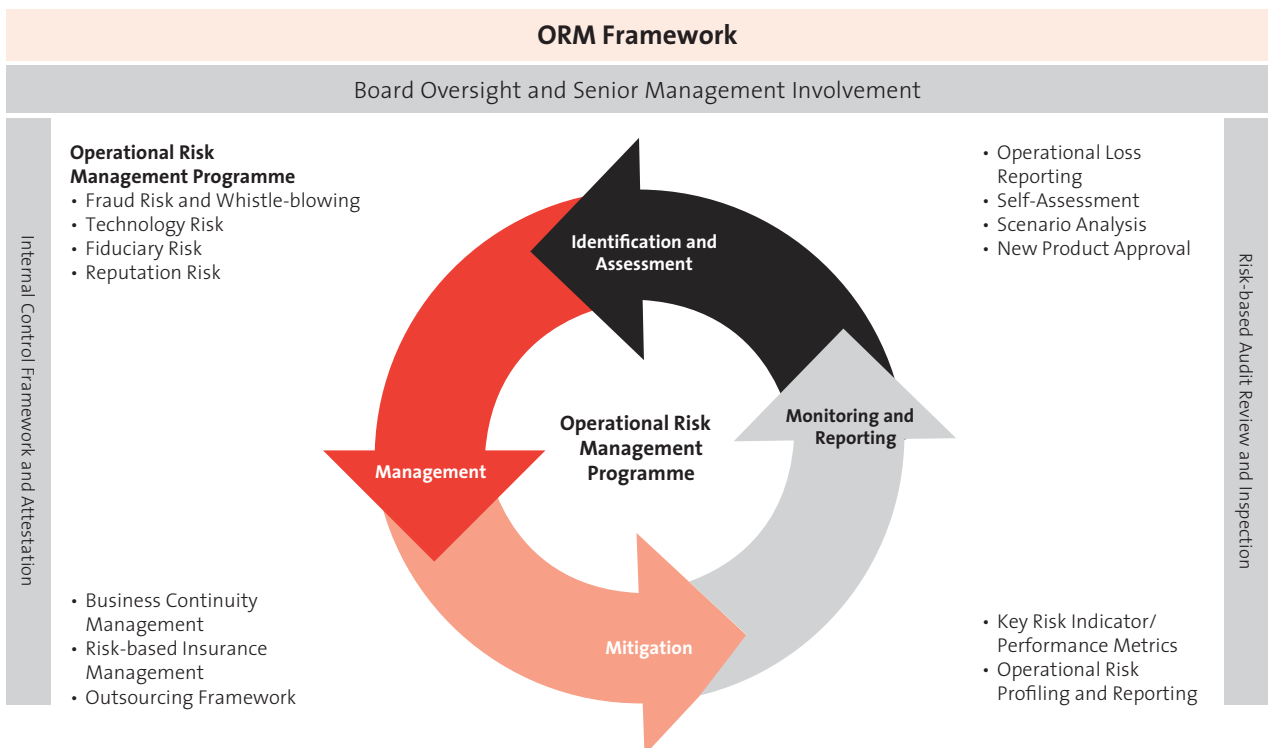 ORM Framework
Board Oversight and Senior Management Involvement
Internal Control Framework and Attestation
Operational Risk
Management Programme
• Fraud Risk and Whistle-blowing
• Technology Risk
• Fiduciary Risk
• Reputation Risk
• Operational Loss
Reporting
• Self-Assessment
• Scenario Analysis
• New Product Approval
Risk-based Audit Review and Inspection
Identification and
Assessment
Monitoring and
Reporting
Operational Risk
Management
Programme
Management
Mitigation
• Business Continuity
Management
• Risk-based Insurance
Management
• Outsourcing Framework
• Key Risk Indicator/
Performance Metrics
• Operational Risk
Profiling and Reporting